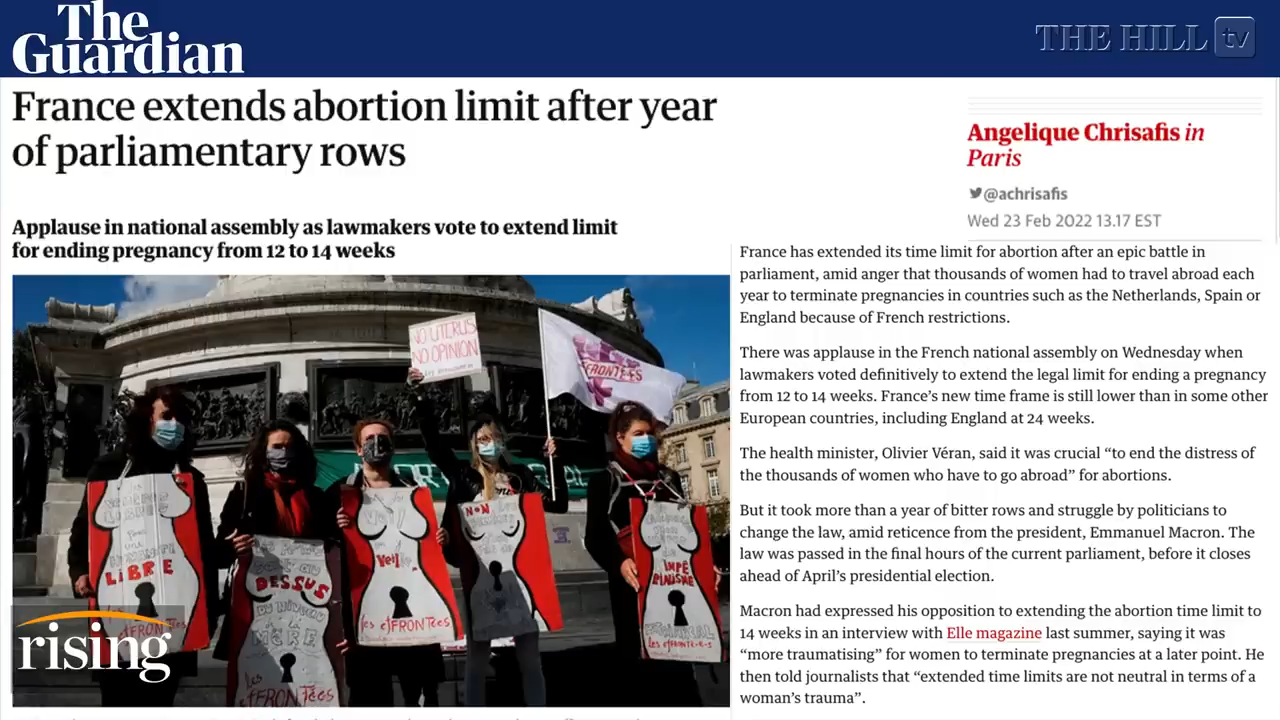 The
Guardian
THE HILL tv
France extends abortion limit after year
of parliamentary rows
Angelique Chrisafis in
Paris
@achrisafis
Wed 23 Feb 2022 13.17 EST
Applause in national assembly as lawmakers vote to extend limit
for ending pregnancy from 12 to 14 weeks
NO UTERUS
NO OPINION
EFFRONTÉ·ES
NON
LIBRE
DESSUS
MÈRE
Veil
les effRONTées
les effRONTées
les effRONTées
rising
France has extended its time limit for abortion after an epic battle in
parliament, amid anger that thousands of women had to travel abroad each
year to terminate pregnancies in countries such as the Netherlands, Spain or
England because of French restrictions.
There was applause in the French national assembly on Wednesday when
lawmakers voted definitively to extend the legal limit for ending a pregnancy
from 12 to 14 weeks. France’s new time frame is still lower than in some other
European countries, including England at 24 weeks.
The health minister, Olivier Véran, said it was crucial “to end the distress of
the thousands of women who have to go abroad” for abortions.
But it took more than a year of bitter rows and struggle by politicians to
change the law, amid reticence from the president, Emmanuel Macron. The
law was passed in the final hours of the current parliament, before it closes
ahead of April’s presidential election.
Macron had expressed his opposition to extending the abortion time limit to
14 weeks in an interview with Elle magazine last summer, saying it was
“more traumatising” for women to terminate pregnancies at a later point. He
then told journalists that “extended time limits are not neutral in terms of a
woman’s trauma”.